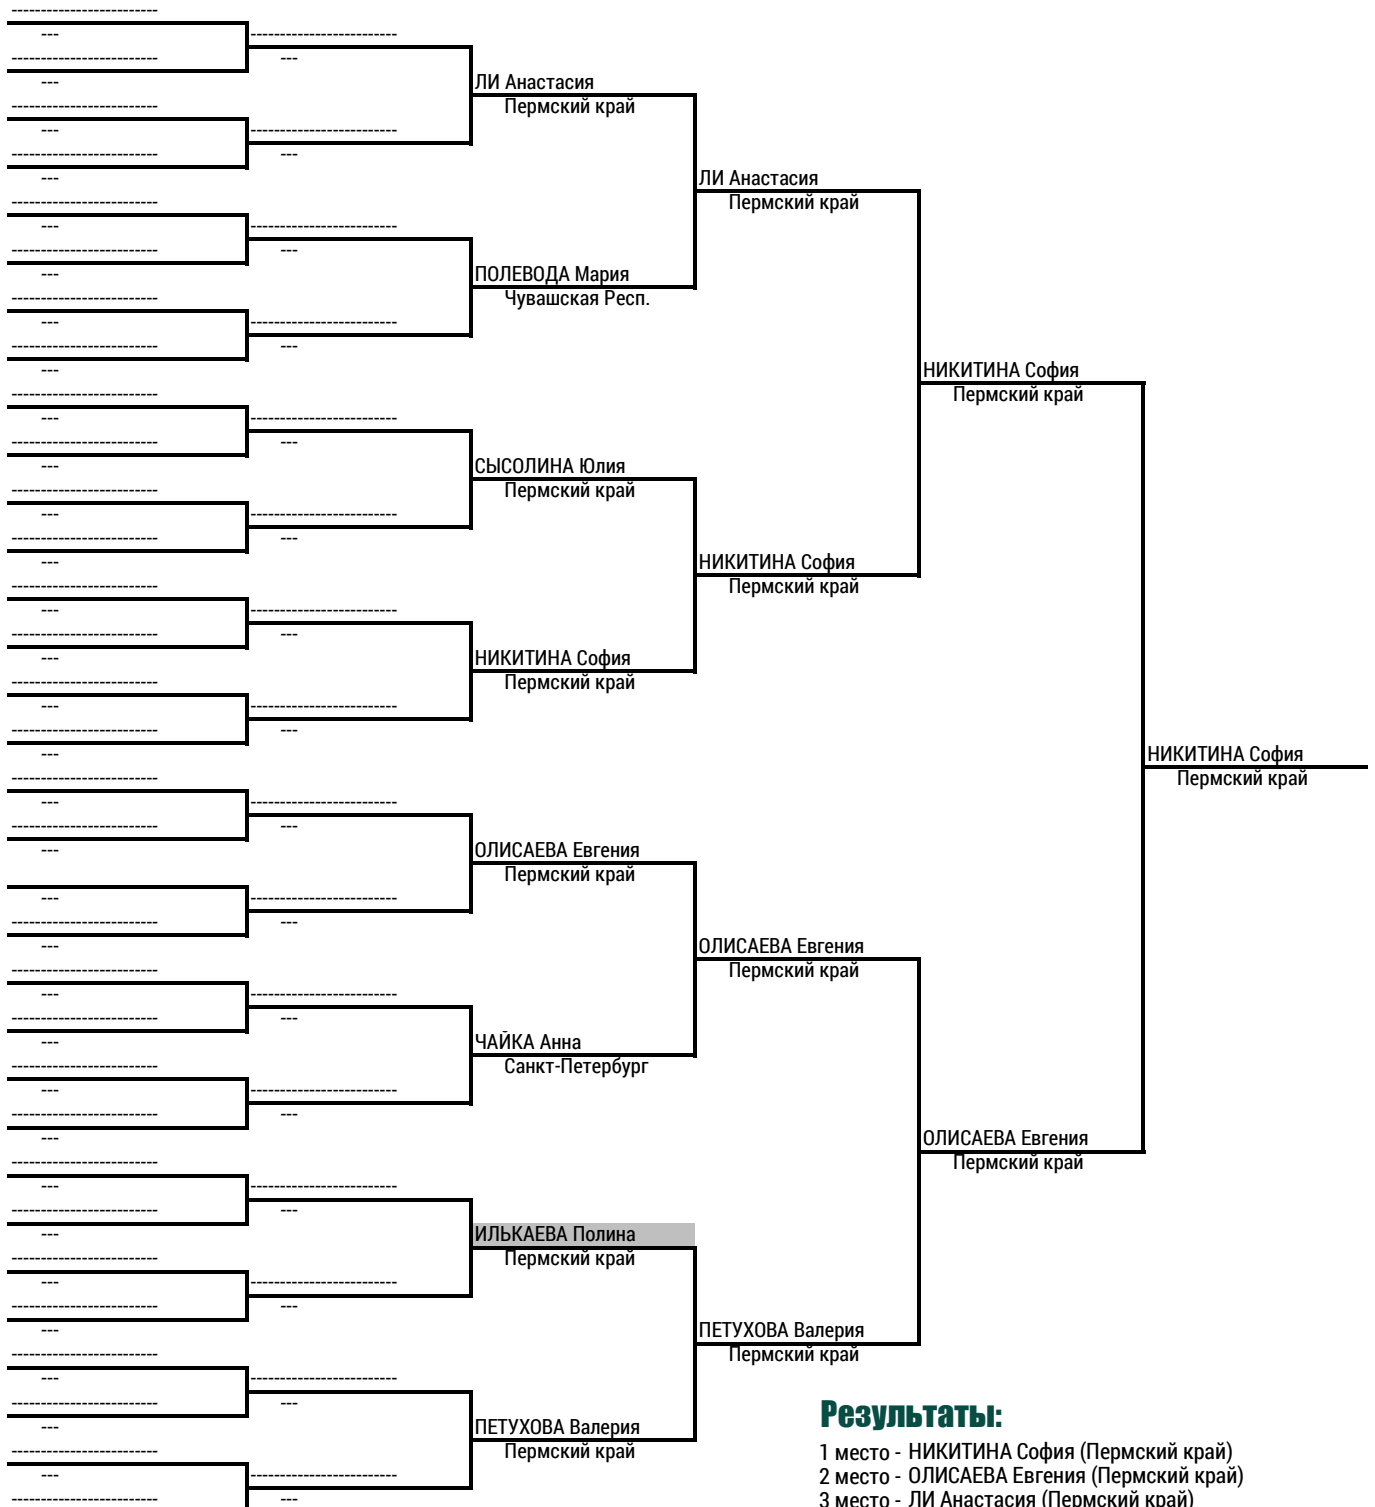 ЛИ Анастасия
Пермский край
ЛИ Анастасия
Пермский край
ПОЛЕВОДА Мария
Чувашская Респ.
НИКИТИНА София
Пермский край
СЫСОЛИНА Юлия
Пермский край
НИКИТИНА София
Пермский край
НИКИТИНА София
Пермский край
НИКИТИНА София
Пермский край
ОЛИСАЕВА Евгения
Пермский край
ОЛИСАЕВА Евгения
Пермский край
ЧАЙКА Анна
Санкт-Петербург
ОЛИСАЕВА Евгения
Пермский край
ИЛЬКАЕВА Полина
Пермский край
ПЕТУХОВА Валерия
Пермский край
ПЕТУХОВА Валерия
Пермский край
Результаты:
1 место - НИКИТИНА София (Пермский край)
2 место - ОЛИСАЕВА Евгения (Пермский край)
3 место - ЛИ Анастасия (Пермский край)